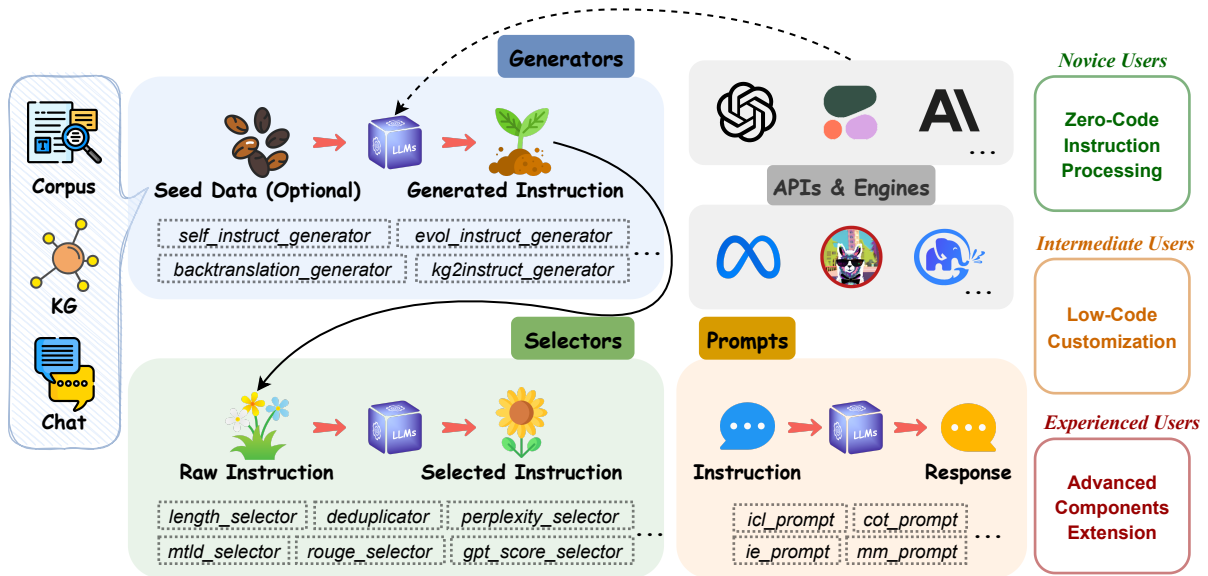 Corpus
KG
Chat
Generators
LLMs
Seed Data (Optional)
Generated Instruction
self_instruct_generator
evol_instruct_generator
backtranslation_generator
kg2instruct_generator
...
Selectors
LLMs
Raw Instruction
Selected Instruction
length_selector
deduplicator
perplexity_selector
mtld_selector
rouge_selector
gpt_score_selector
...
...
APIs & Engines
...
Prompts
LLMs
Instruction
Response
icl_prompt
cot_prompt
ie_prompt
mm_prompt
...
Novice Users
Zero-Code
Instruction
Processing
Intermediate Users
Low-Code
Customization
Experienced Users
Advanced
Components
Extension